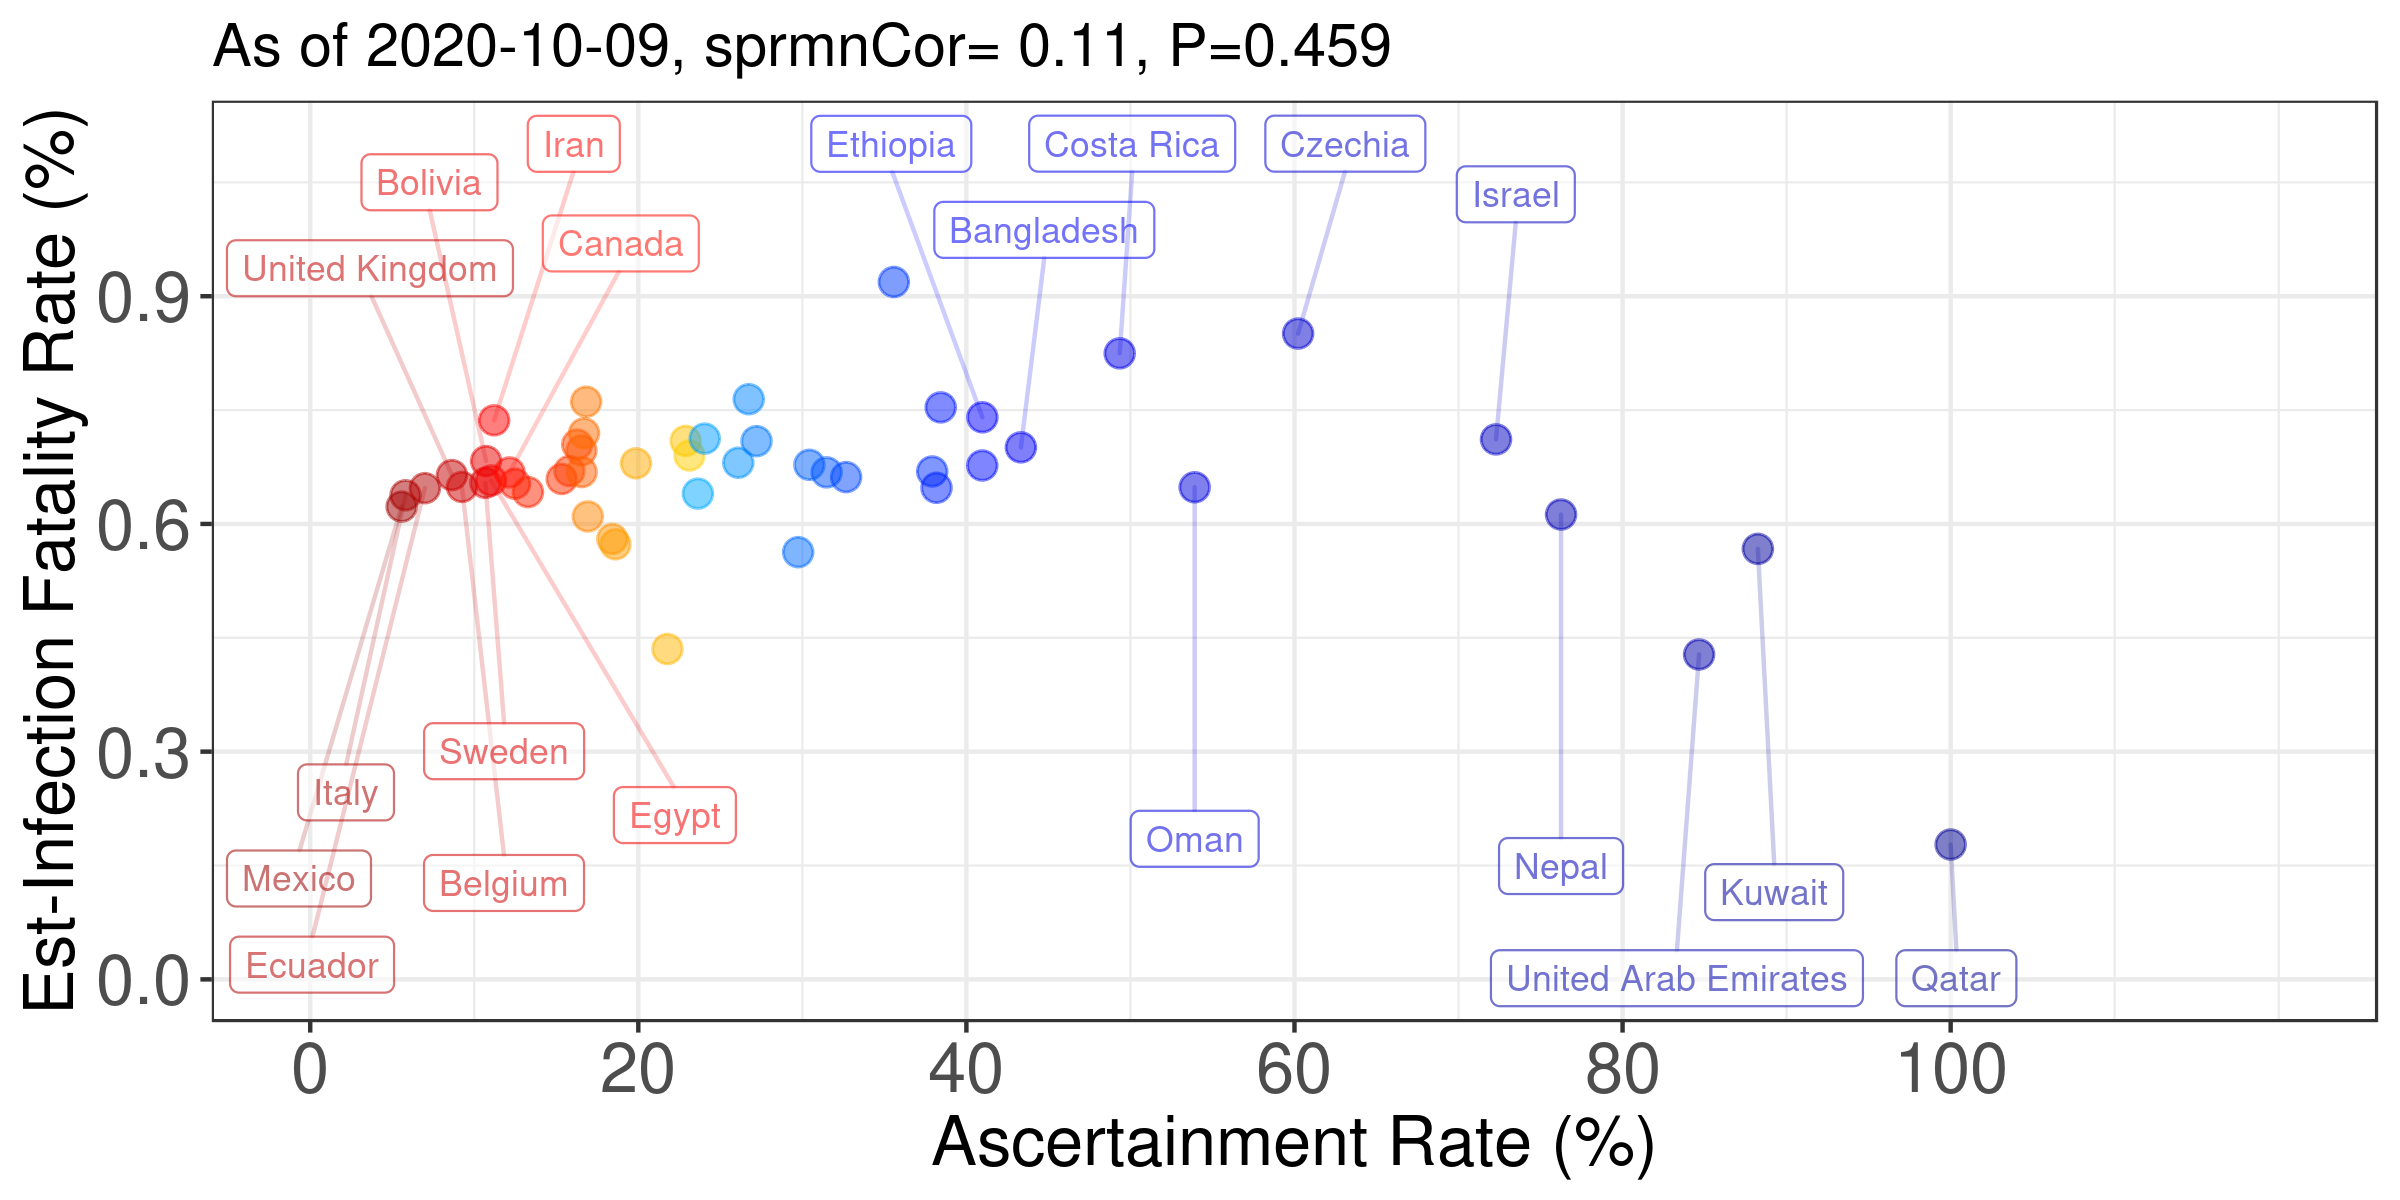 As of 2020-10-09, sprmnCor= 0.11, P=0.459
Est-Infection Fatality Rate (%)
0.9
0.6
0.3
0.0
Iran
Ethiopia
Costa Rica
Czechia
Bolivia
Israel
Canada
Bangladesh
United Kingdom
Sweden
Italy
Egypt
Oman
Nepal
Mexico
Belgium
Kuwait
Ecuador
United Arab Emirates
Qatar
0 20 40 60 80 100
Ascertainment Rate (%)